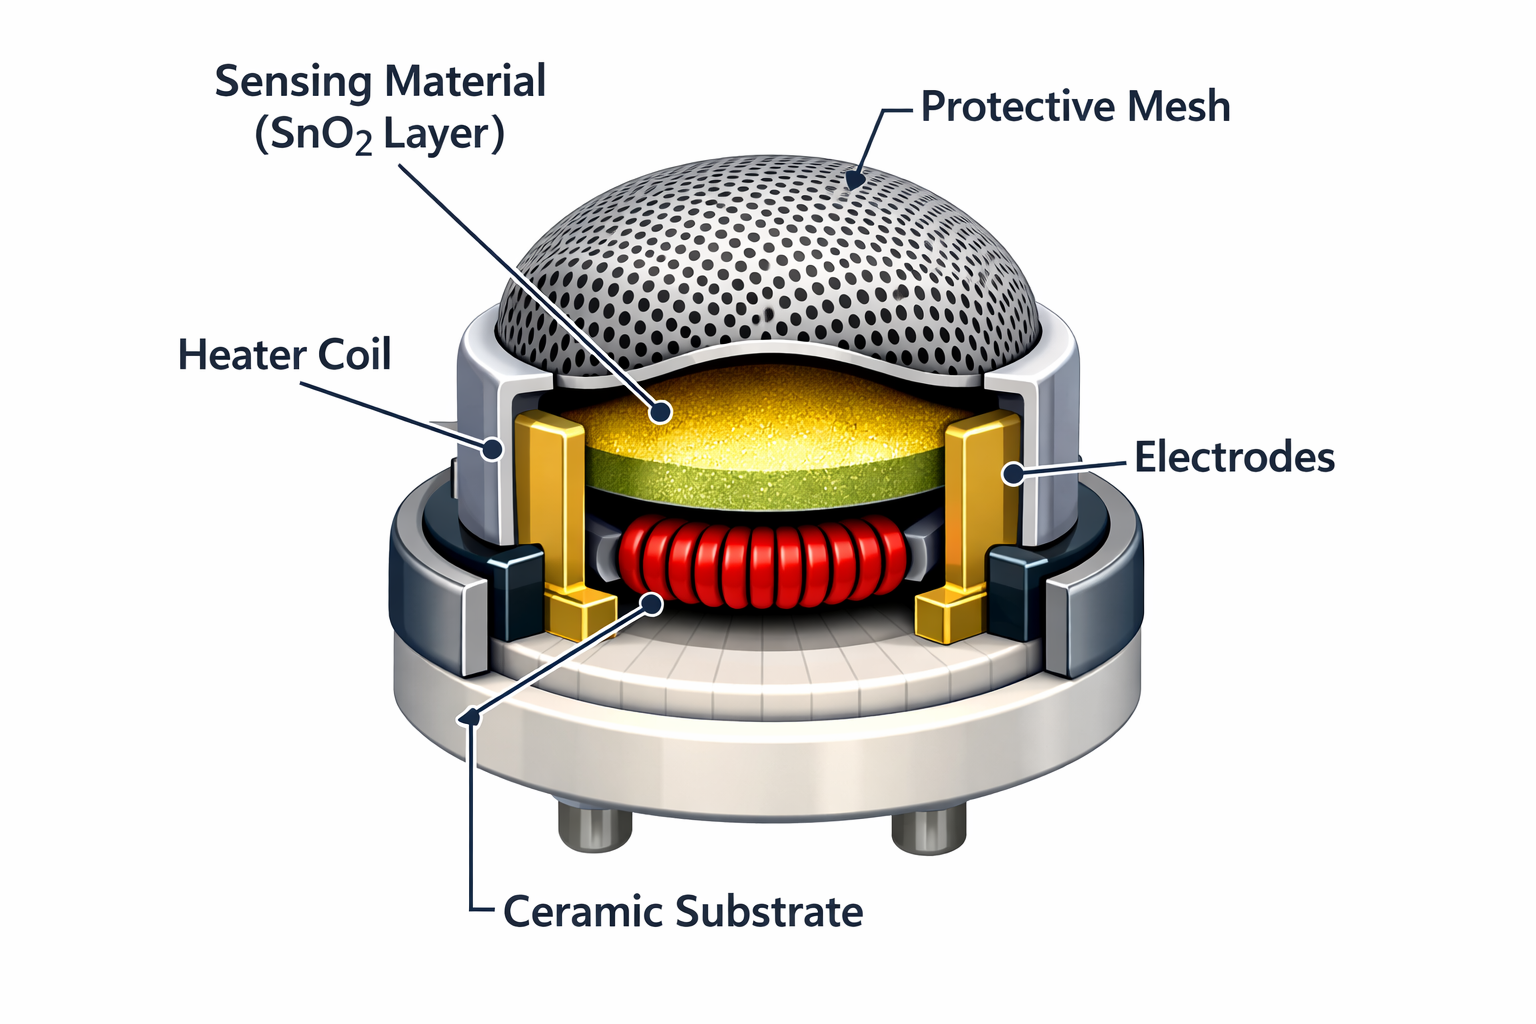 Sensing Material
(SnO₂ Layer)
Protective Mesh
Heater Coil
Electrodes
Ceramic Substrate